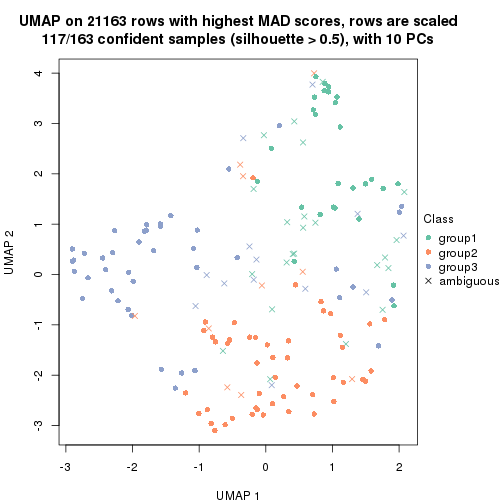 UMAP on 21163 rows with highest MAD scores, rows are scaled
117/163 confident samples (silhouette > 0.5), with 10 PCs
4
3
2
1
0
-1
-2
-3
UMAP 2
-3
-2
-1
0
1
2
UMAP 1
Class
group1
group2
group3
ambiguous